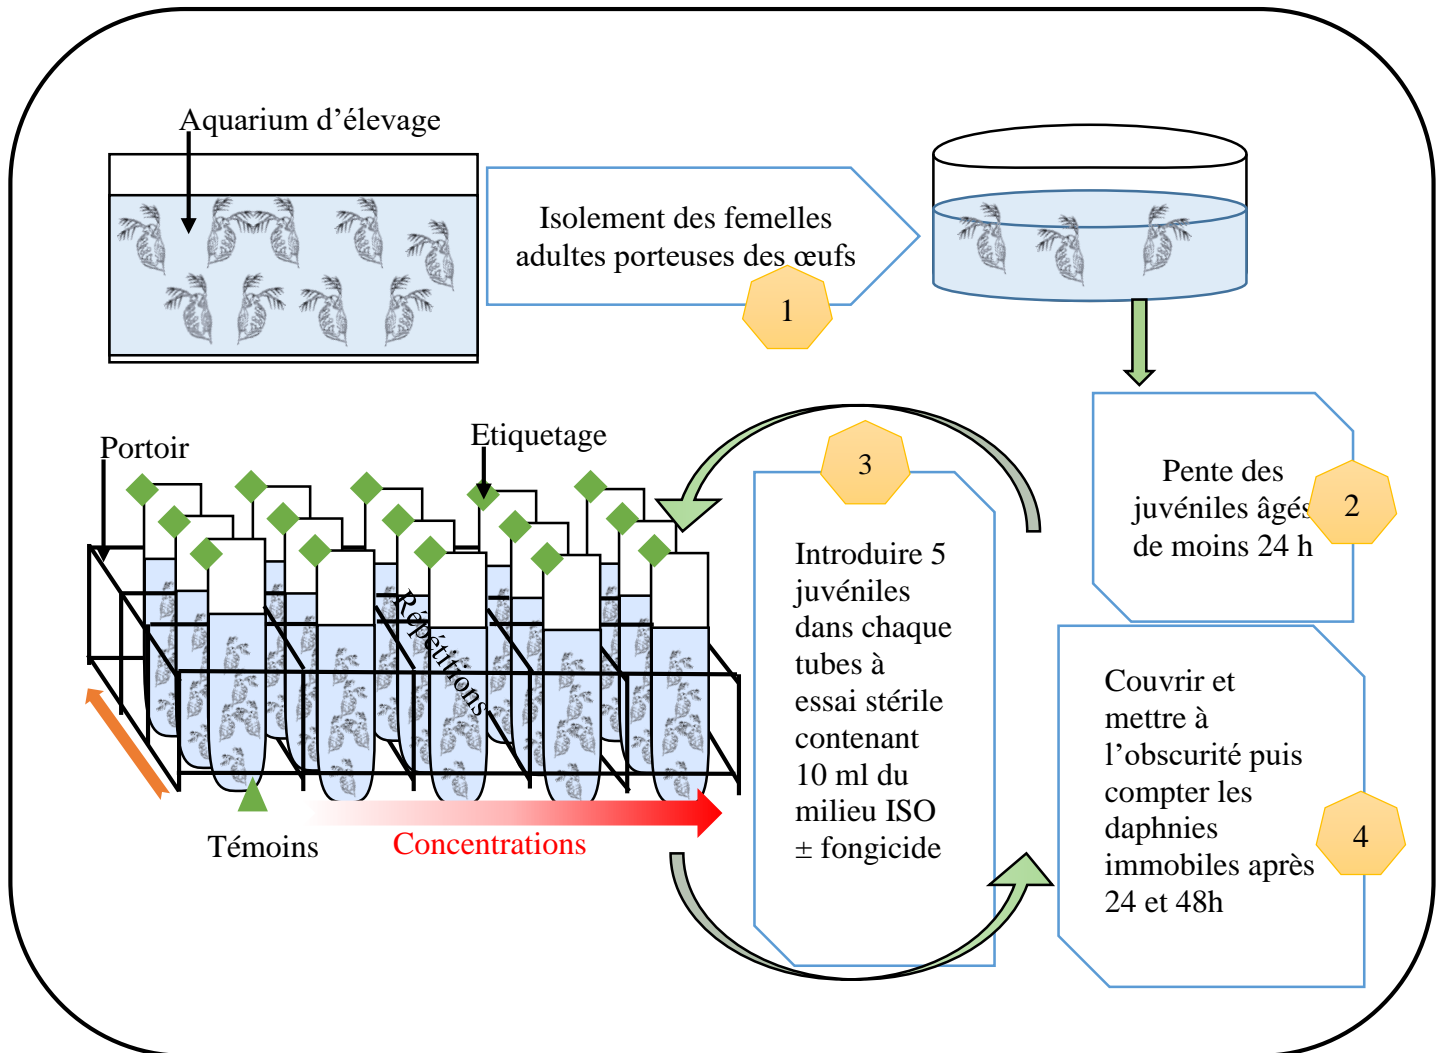 Aquarium d’élevage
Isolement des femelles
adultes porteuses des œufs
1
Pente des
juvéniles âgés
de moins 24 h
2
Portoir
Etiquetage
Répétitions
Témoins
Concentrations
3
Introduire 5
juvéniles
dans chaque
tubes à
essai stérile
contenant
10 ml du
milieu ISO
± fongicide
Couvrir et
mettre à
l’obscurité puis
compter les
daphnies
immobiles après
24 et 48h
4